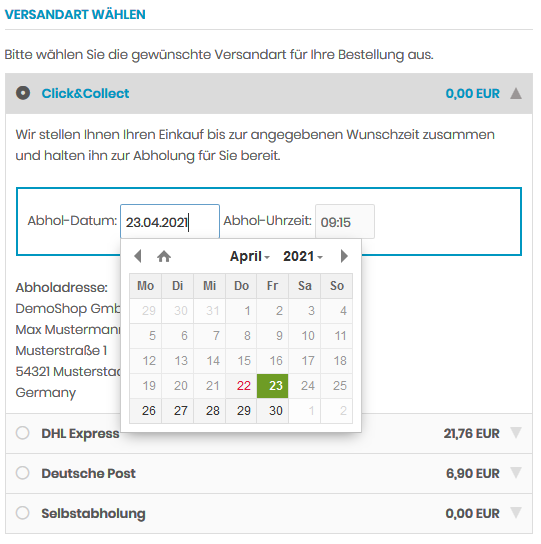 VERSANDART WÄHLEN
Bitte wählen Sie die gewünschte Versandart für Ihre Bestellung aus.
Click&Collect 0,00 EUR
Wir stellen Ihnen Ihren Einkauf bis zur angegebenen Wunschzeit zusammen
und halten ihn zur Abholung für Sie bereit.
Abhol-Datum: 23.04.2021 Abhol-Uhrzeit: 09:15
April 2021
Mo Di Mi Do Fr Sa So
29 30 31 1 2 3 4
5 6 7 8 9 10 11
12 13 14 15 16 17 18
19 20 21 22 23 24 25
26 27 28 29 30 1 2
Abholadresse:
DemoShop Gmb
Max Musterman
Musterstraße 1
54321 Mustersta
Germany
DHL Express 21,76 EUR
Deutsche Post 6,90 EUR
Selbstabholung 0,00 EUR